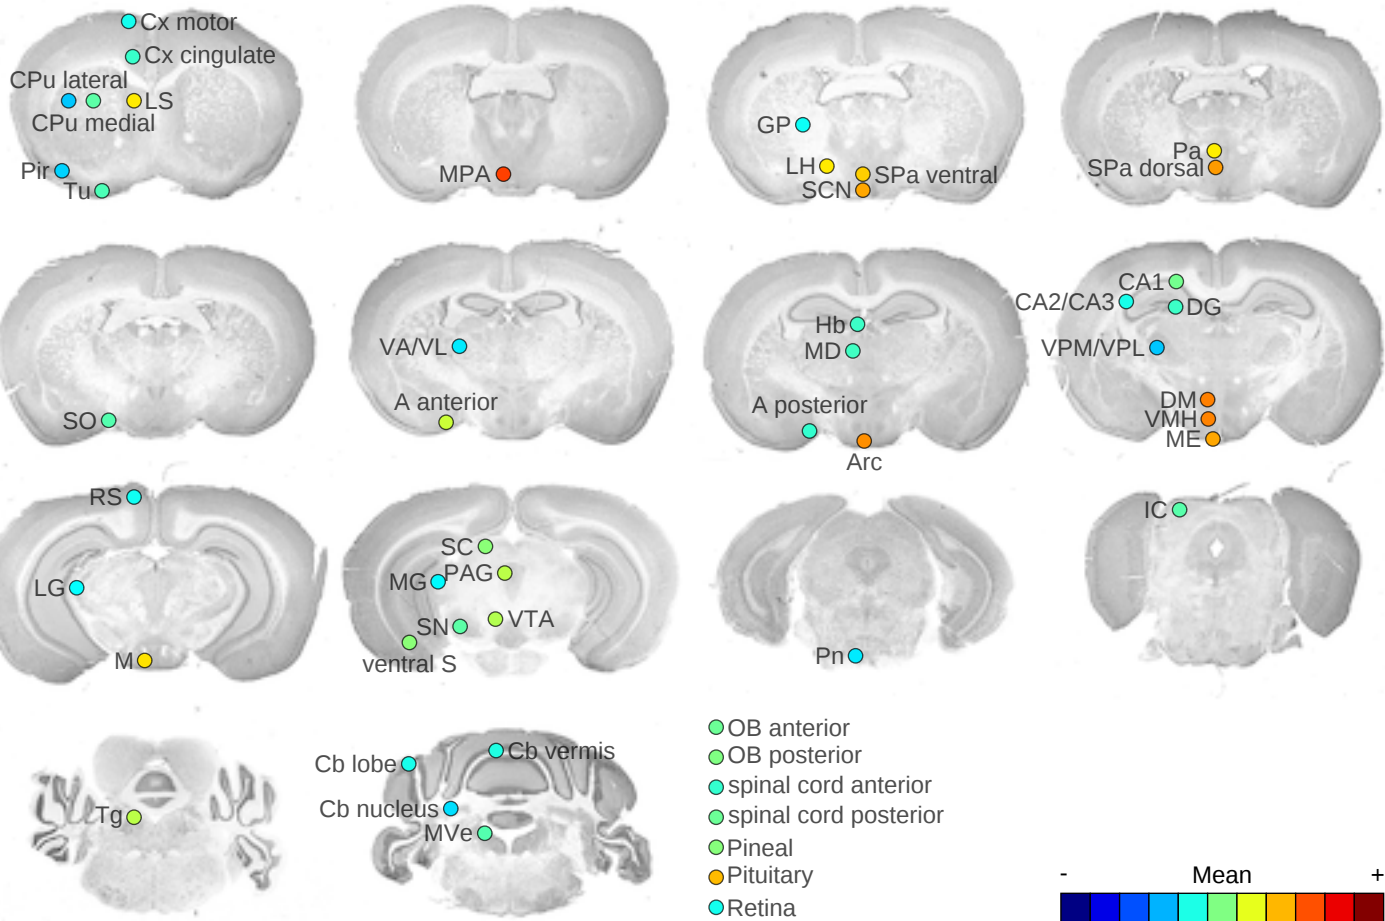 Cx motor
Cx cingulate
CPu lateral
LS
CPu medial
Pir
Tu
MPA
GP
LH
SPa ventral
SCN
Pa
SPa dorsal
SO
VA/VL
A anterior
Hb
MD
A posterior
Arc
CA1
CA2/CA3
DG
VPM/VPL
DM
VMH
ME
RS
LG
M
SC
MG
PAG
SN
VTA
ventral S
Pn
IC
Tg
Cb lobe
Cb vermis
Cb nucleus
MVe
OB anterior
OB posterior
spinal cord anterior
spinal cord posterior
Pineal
Pituitary
Retina
- Mean +